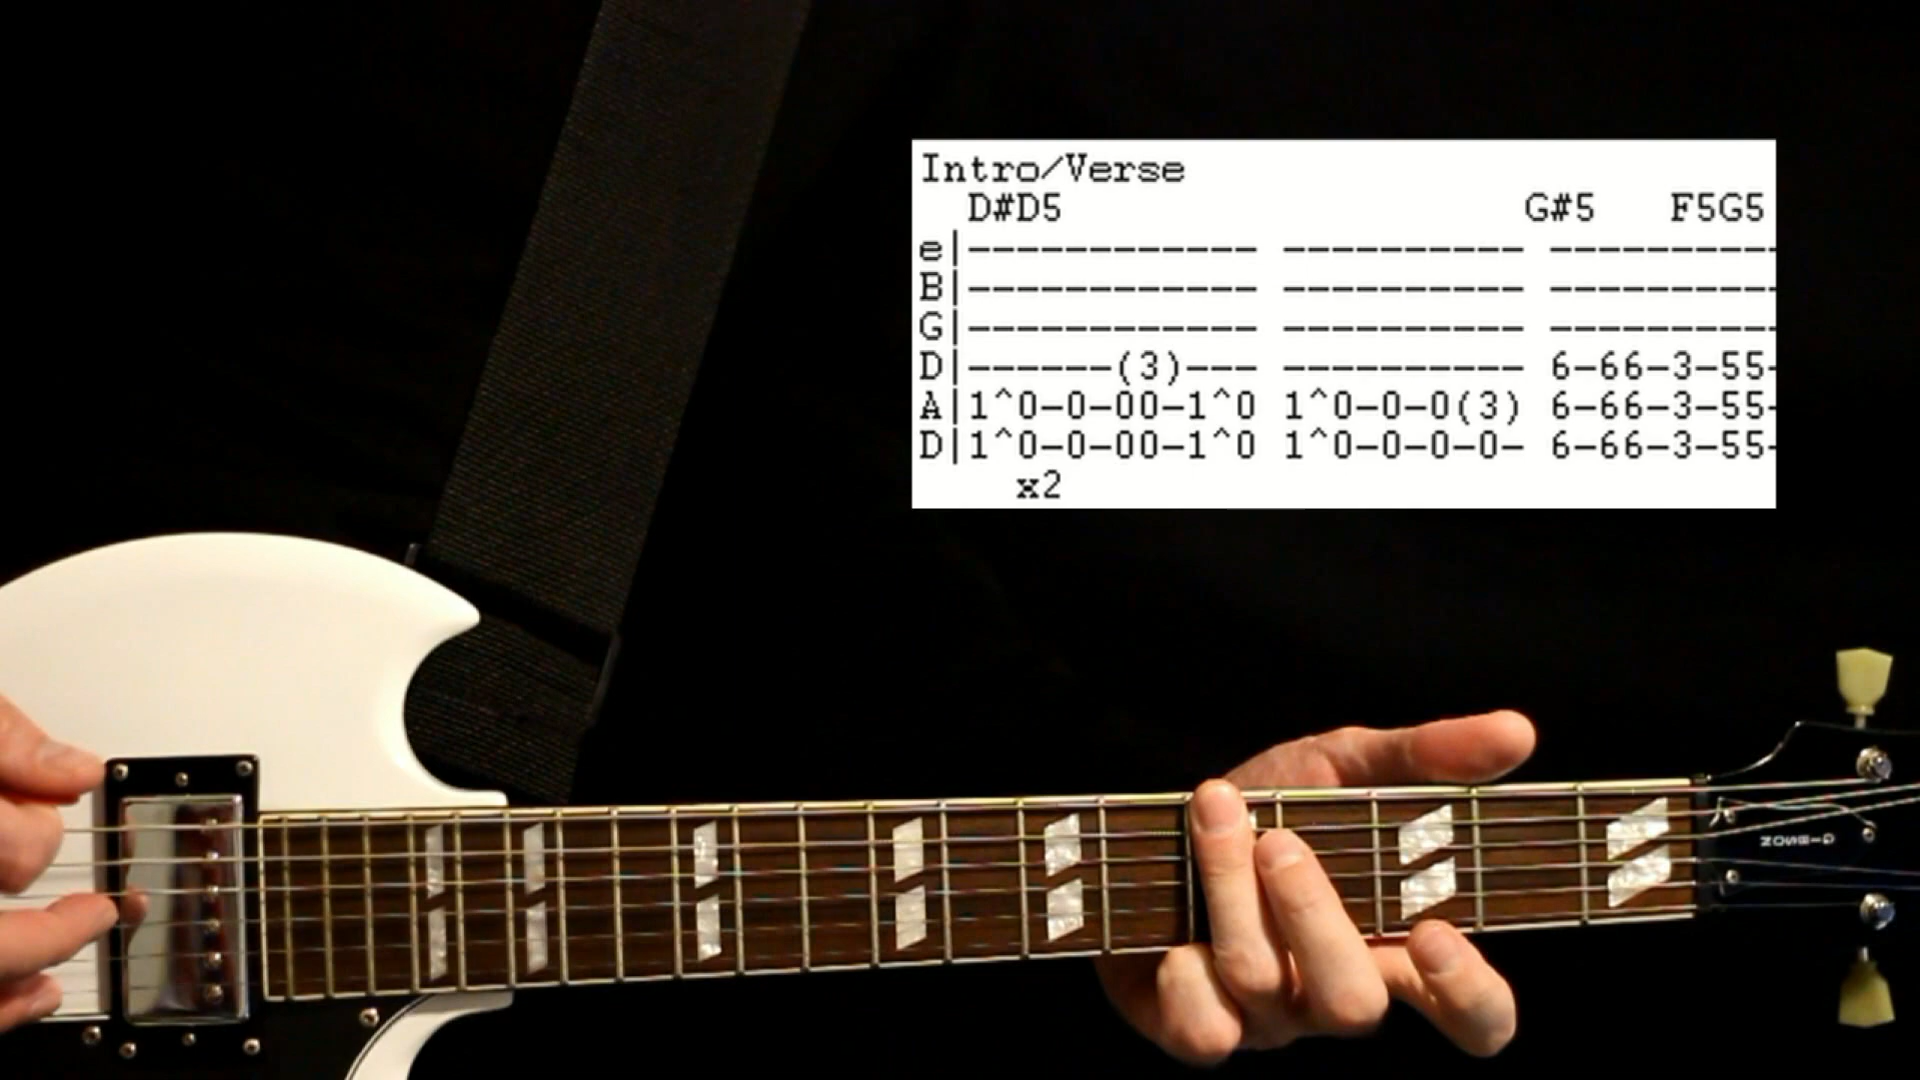 Intro/Verse
D#D5 G#5 F5G5
e|------------ ---------- ----------
B|------------ ---------- ----------
G|------------ ---------- ----------
D|------(3)--- ---------- 6-66-3-55-
A|1^0-0-00-1^0 1^0-0-0(3) 6-66-3-55-
D|1^0-0-00-1^0 1^0-0-0-0- 6-66-3-55-
x2
GIBSON